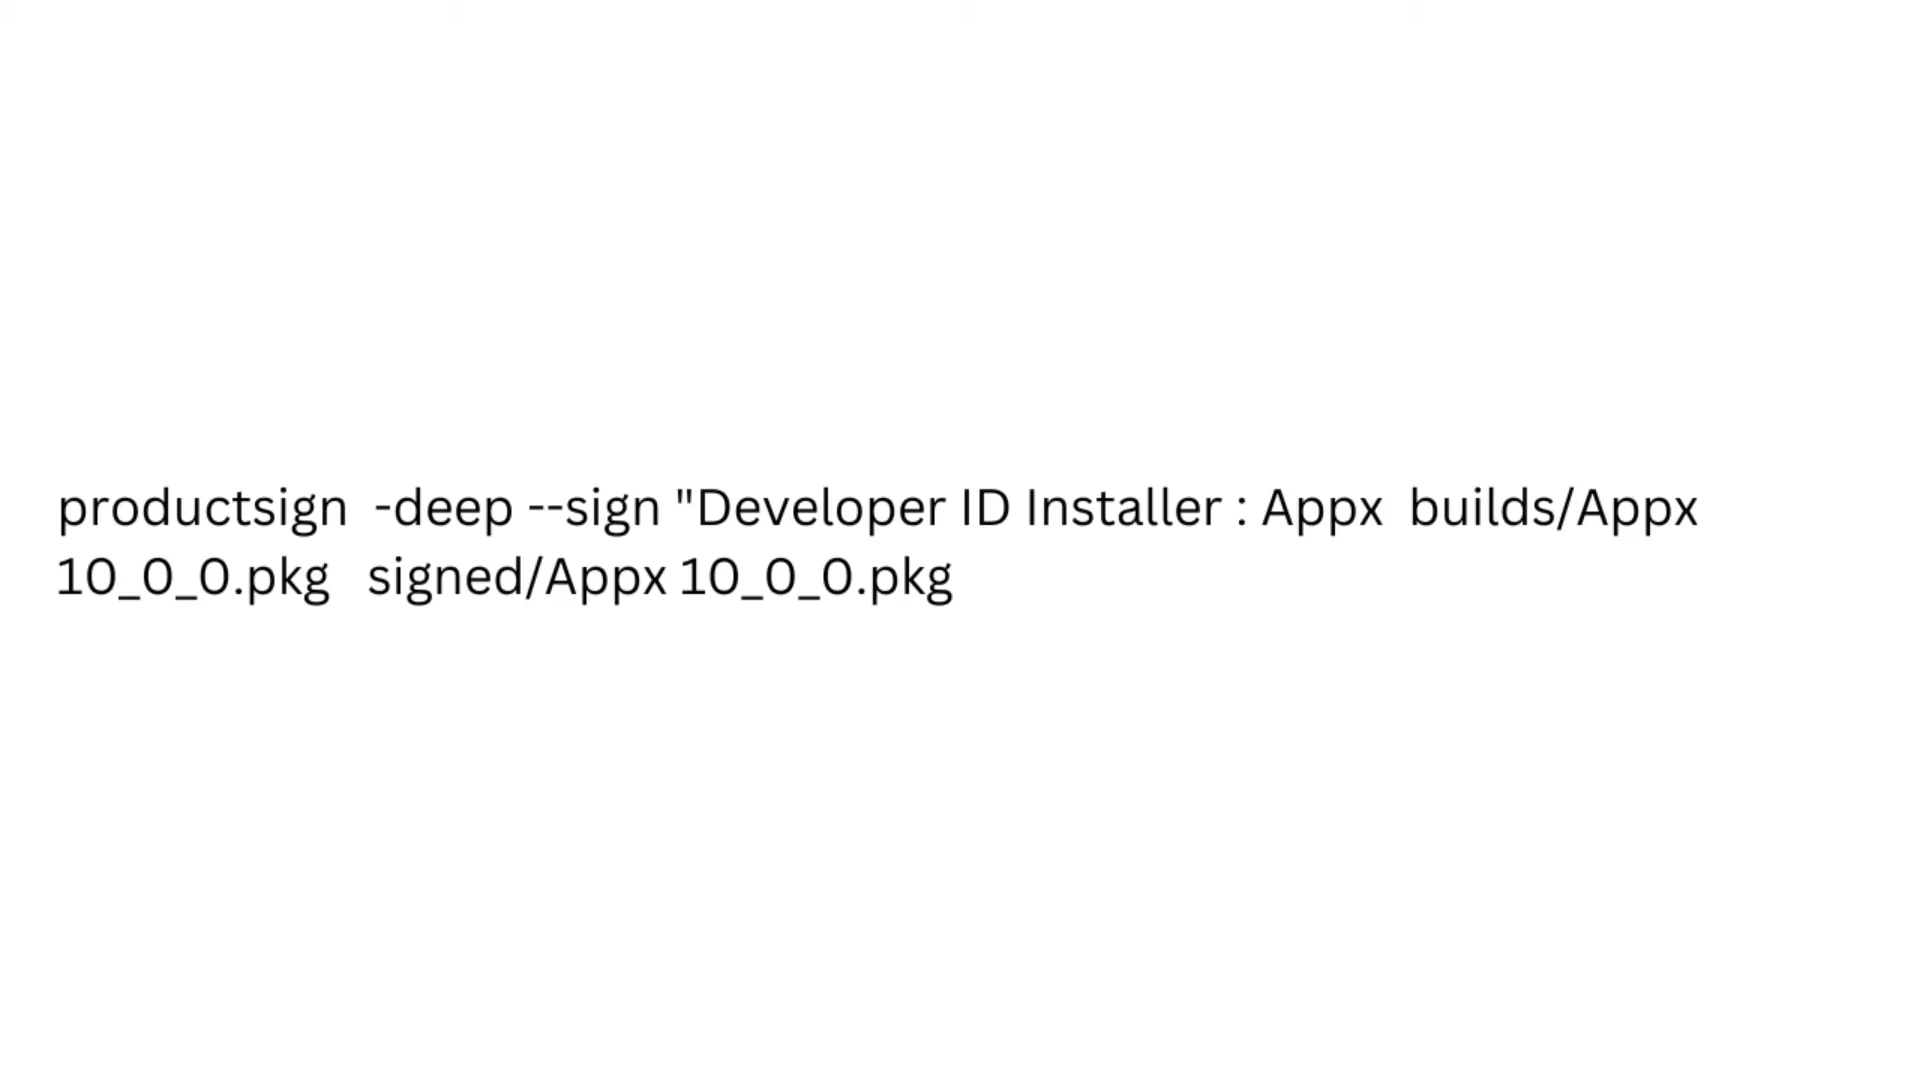 productsign  -deep --sign "Developer ID Installer : Appx  builds/Appx
10_0_0.pkg   signed/Appx 10_0_0.pkg